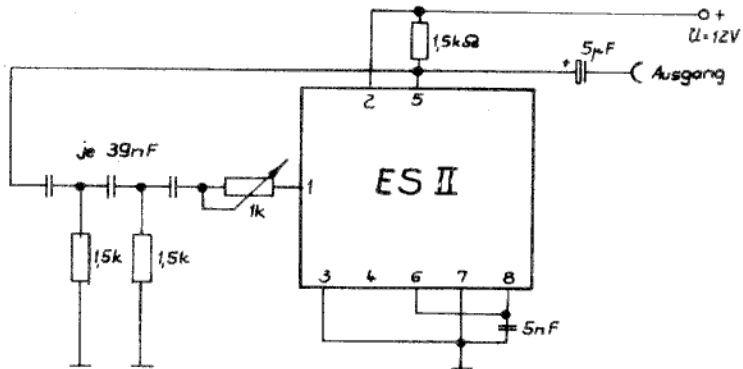 +
U=12V
1,5kΩ
5µF
+
Ausgang
2 5
je 39nF
ES II
1
1k
1,5k
1,5k
3 4 6 7 8
5nF